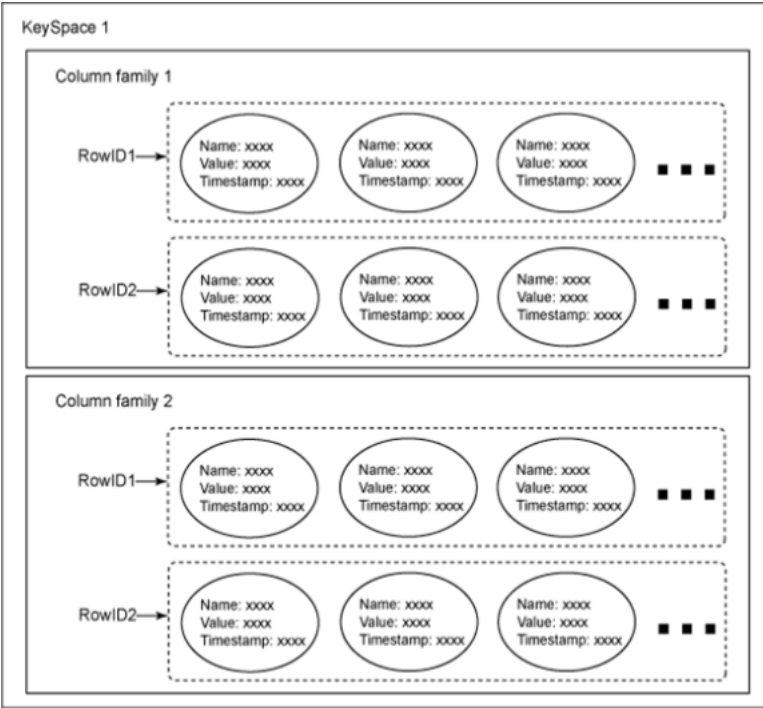 KeySpace 1
Column family 1
RowID1
Name: xxxx
Value: xxxx
Timestamp: xxxx
Name: xxxx
Value: xxxx
Timestamp: xxxx
Name: xxxx
Value: xxxx
Timestamp: xxxx
RowID2
Name: xxxx
Value: xxxx
Timestamp: xxxx
Name: xxxx
Value: xxxx
Timestamp: xxxx
Name: xxxx
Value: xxxx
Timestamp: xxxx
Column family 2
RowID1
Name: xxxx
Value: xxxx
Timestamp: xxxx
Name: xxxx
Value: xxxx
Timestamp: xxxx
Name: xxxx
Value: xxxx
Timestamp: xxxx
RowID2
Name: xxxx
Value: xxxx
Timestamp: xxxx
Name: xxxx
Value: xxxx
Timestamp: xxxx
Name: xxxx
Value: xxxx
Timestamp: xxxx